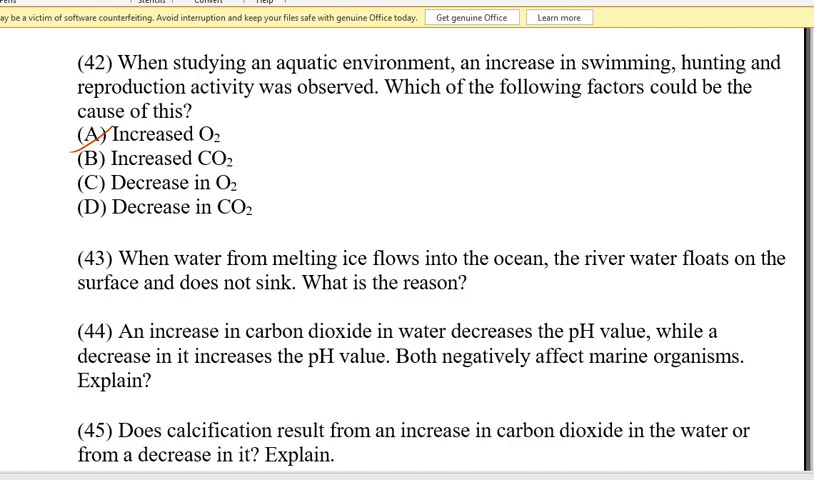 Convert
Help
ay be a victim of software counterfeiting. Avoid interruption and keep your files safe with genuine Office today. Get genuine Office Learn more
(42) When studying an aquatic environment, an increase in swimming, hunting and
reproduction activity was observed. Which of the following factors could be the
cause of this?
(A) Increased O₂
(B) Increased CO₂
(C) Decrease in O₂
(D) Decrease in CO₂
(43) When water from melting ice flows into the ocean, the river water floats on the
surface and does not sink. What is the reason?
(44) An increase in carbon dioxide in water decreases the pH value, while a
decrease in it increases the pH value. Both negatively affect marine organisms.
Explain?
(45) Does calcification result from an increase in carbon dioxide in the water or
from a decrease in it? Explain.